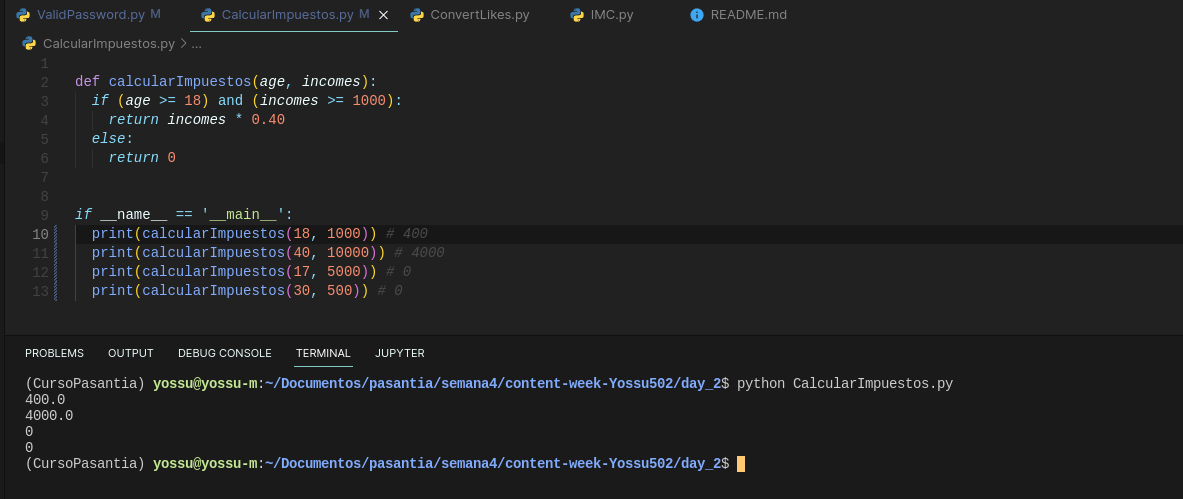 ValidPassword.py M CalcularImpuestos.py M ConvertLikes.py IMC.py README.md
CalcularImpuestos.py > ...
1
2 def calcularImpuestos(age, incomes):
3 if (age >= 18) and (incomes >= 1000):
4 return incomes * 0.40
5 else:
6 return 0
7
8
9 if __name__ == '__main__':
10 print(calcularImpuestos(18, 1000)) # 400
11 print(calcularImpuestos(40, 10000)) # 4000
12 print(calcularImpuestos(17, 5000)) # 0
13 print(calcularImpuestos(30, 500)) # 0
PROBLEMS OUTPUT DEBUG CONSOLE TERMINAL JUPYTER
(CursoPasantia) yossu@yossu-m:~/Documentos/pasantia/semana4/content-week-Yossu502/day_2$ python CalcularImpuestos.py
400.0
4000.0
0
0
(CursoPasantia) yossu@yossu-m:~/Documentos/pasantia/semana4/content-week-Yossu502/day_2$